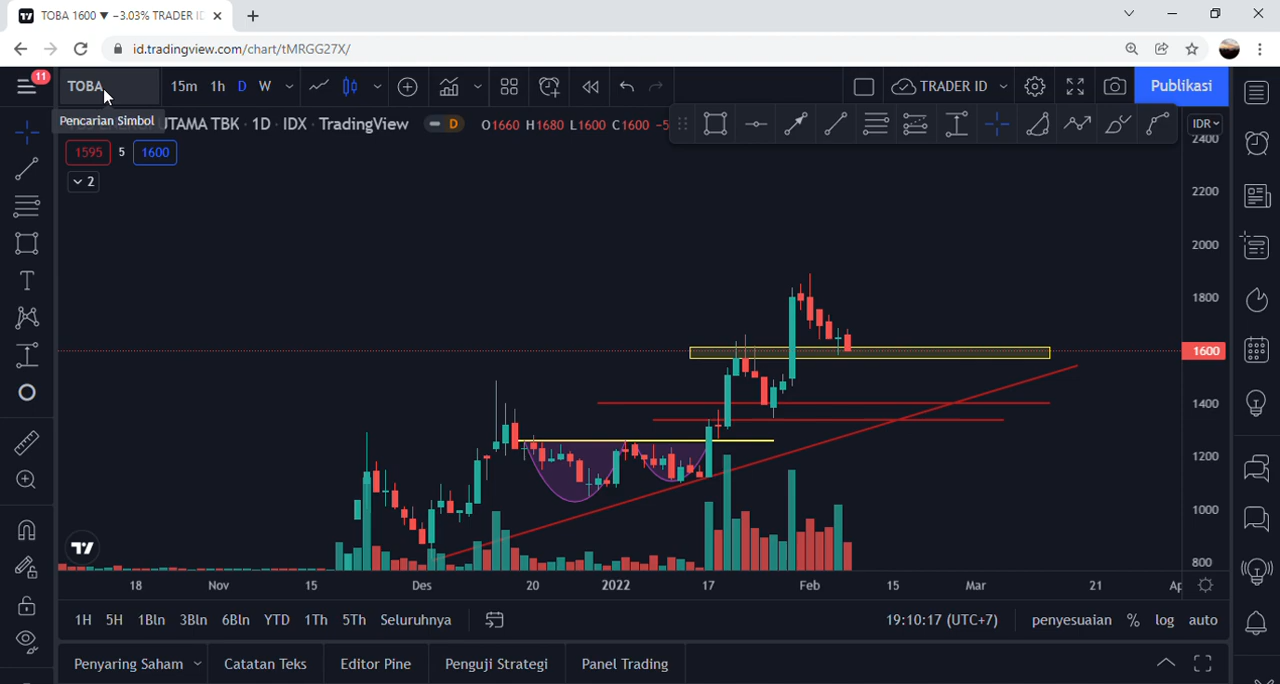 TOBA 1600 ▼ −3.03% TRADER ID
id.tradingview.com/chart/tMRGG27X/
11
TOBA
15m 1h D W
TRADER ID
Publikasi
Pencarian Simbol
UTAMA TBK · 1D · IDX · TradingView
D
O1660 H1680 L1600 C1600 −5
IDR
1595 5 1600
2
2400
2200
2000
1800
1600
1400
1200
1000
800
18 Nov 15 Des 20 2022 17 Feb 15 Mar 21
1H 5H 1Bln 3Bln 6Bln YTD 1Th 5Th Seluruhnya
19:10:17 (UTC+7)
penyesuaian % log auto
Penyaring Saham Catatan Teks Editor Pine Penguji Strategi Panel Trading